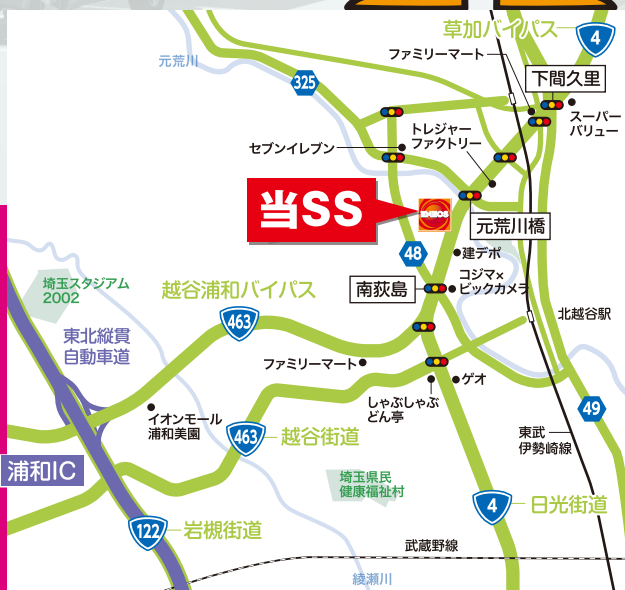 草加バイパス
4
ファミリーマート
元荒川
下間久里
325
スーパー
バリュー
トレジャー
ファクトリー
セブンイレブン
当SS
ENEOS
元荒川橋
48
建デポ
コジマ×
ビックカメラ
南荻島
埼玉スタジアム
2002
越谷浦和バイパス
463
北越谷駅
東北縦貫
自動車道
ファミリーマート
ゲオ
しゃぶしゃぶ
どん亭
49
イオンモール
浦和美園
463
越谷街道
東武
伊勢崎線
浦和IC
埼玉県民
健康福祉村
4
日光街道
122
岩槻街道
武蔵野線
綾瀬川